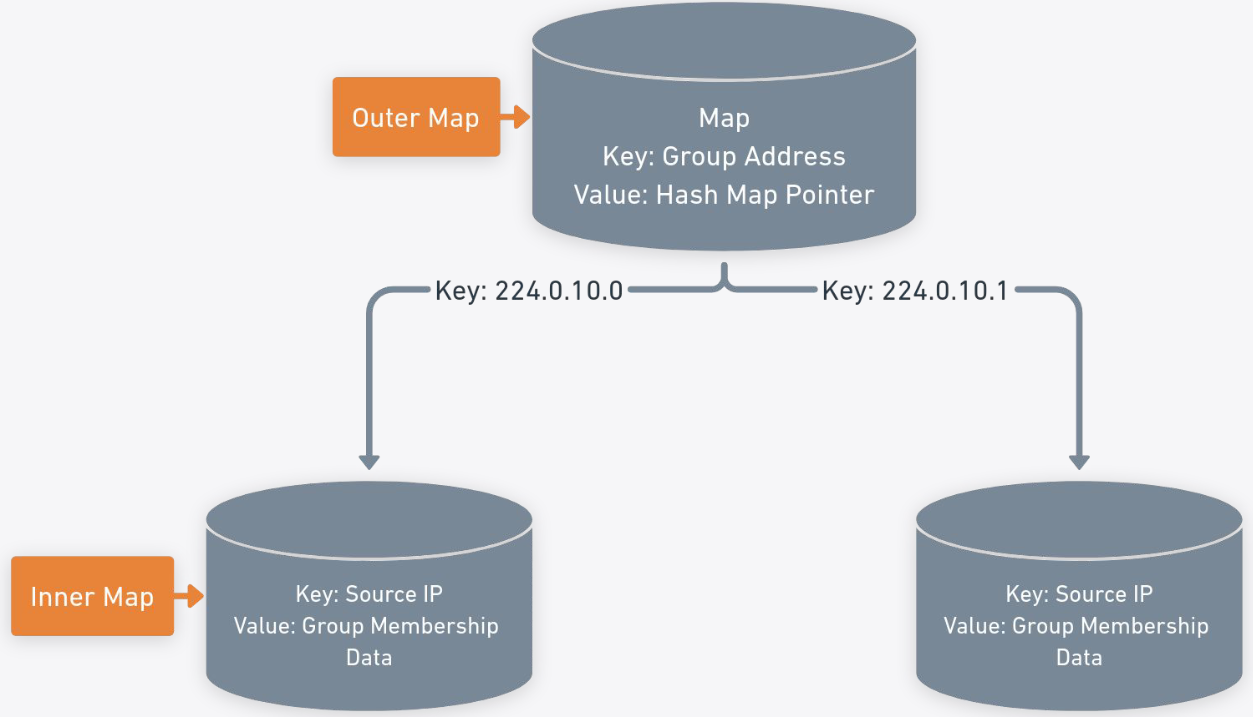 Outer Map
Map
Key: Group Address
Value: Hash Map Pointer
Key: 224.0.10.0
Key: 224.0.10.1
Inner Map
Key: Source IP
Value: Group Membership
Data
Key: Source IP
Value: Group Membership
Data